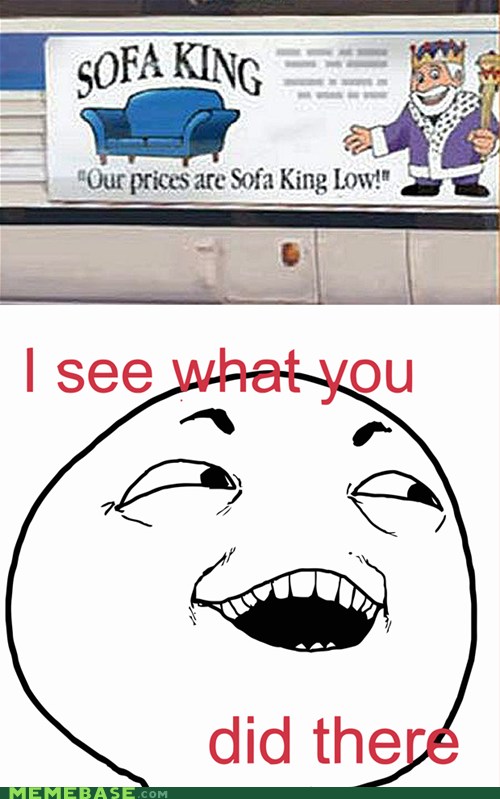 SOFA KING
"Our prices are Sofa King Low!"
I see what you
did there
MEMEBASE.COM